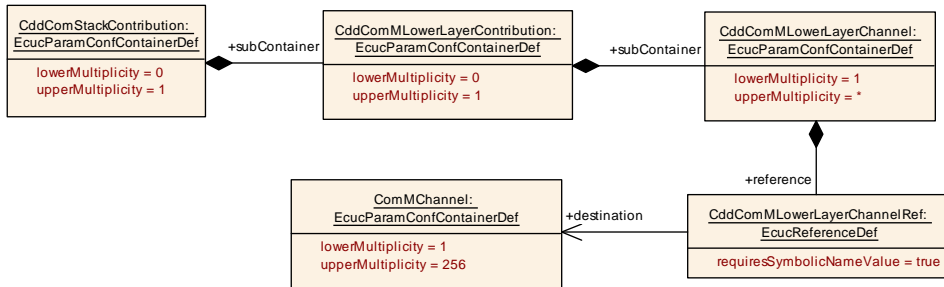 CddComStackContribution:
EcucParamConfContainerDef
lowerMultiplicity = 0
upperMultiplicity = 1
+subContainer
CddComMLowerLayerContribution:
EcucParamConfContainerDef
lowerMultiplicity = 0
upperMultiplicity = 1
+subContainer
CddComMLowerLayerChannel:
EcucParamConfContainerDef
lowerMultiplicity = 1
upperMultiplicity = *
+reference
ComMChannel:
EcucParamConfContainerDef
lowerMultiplicity = 1
upperMultiplicity = 256
+destination
CddComMLowerLayerChannelRef:
EcucReferenceDef
requiresSymbolicNameValue = true